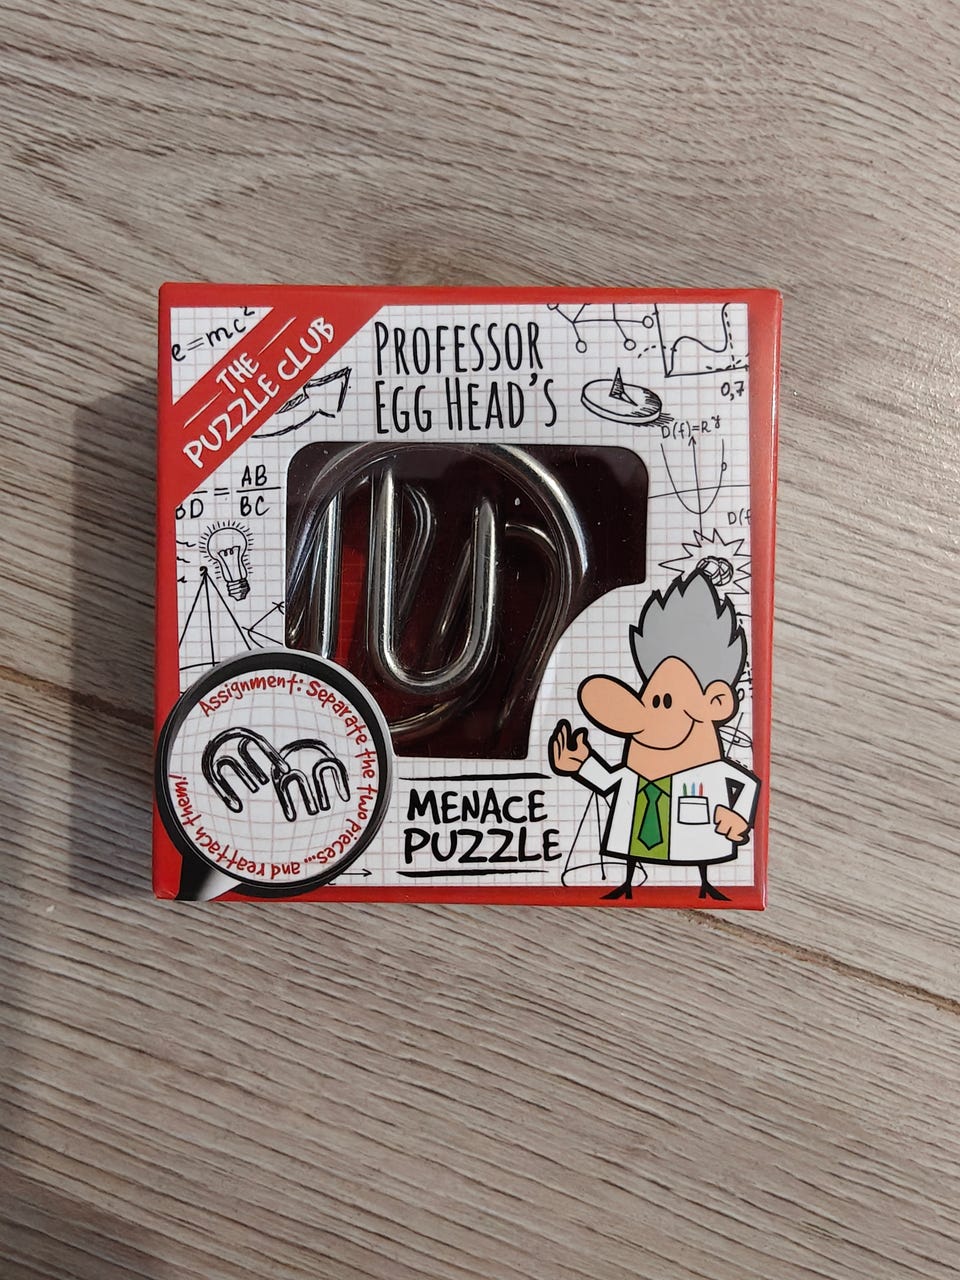 e=mc²
THE
PUZZLE CLUB
PROFESSOR
EGG HEAD'S
0,7
D(f)=R
AB
BD = BC
D(f
Assignment: Separate the two pieces...and reattach them!
MENACE
PUZZLE